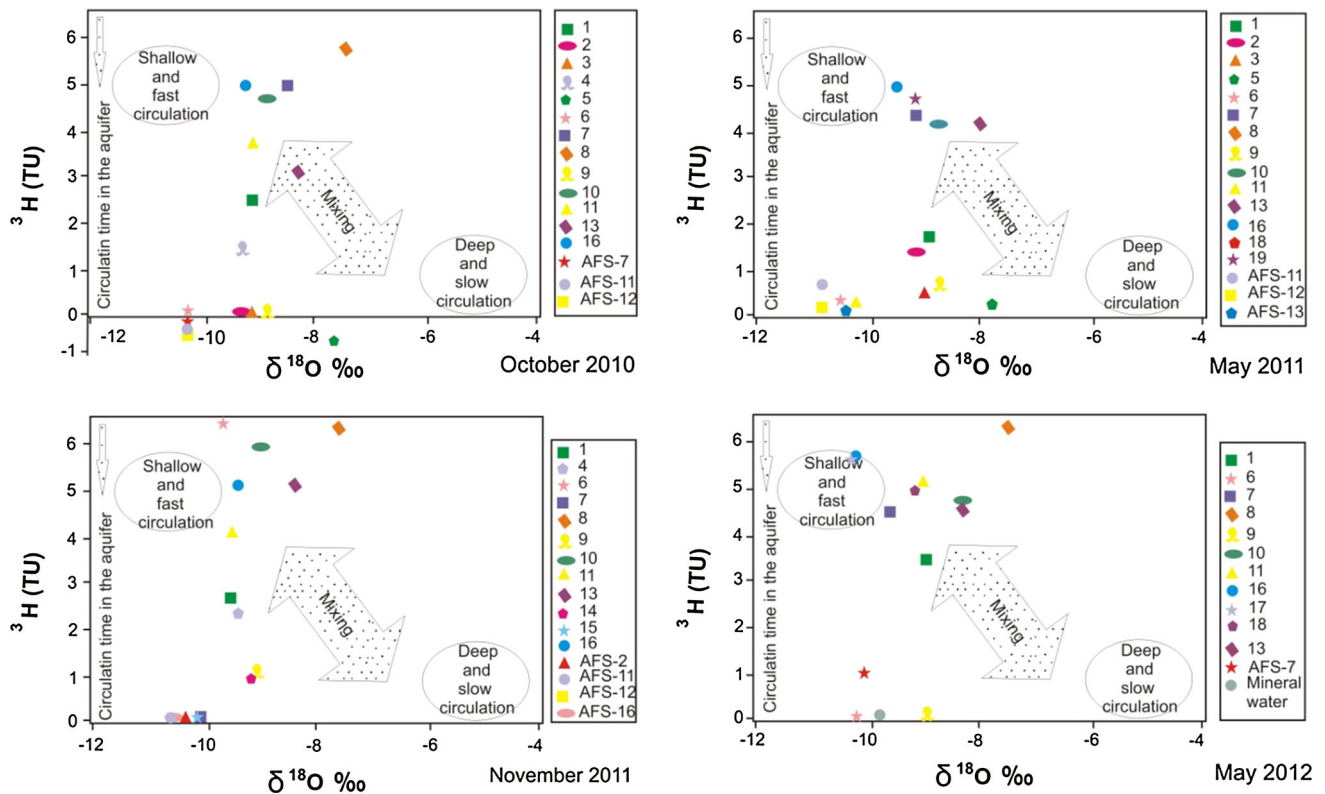 6
5
4
3
2
1
0
-1
³H (TU)
Circulatin time in the aquifer
Shallow
and
fast
circulation
Mixing
Deep
and
slow
circulation
-12
-10
-8
-6
-4
δ ¹⁸O ‰
October 2010
1
2
3
4
5
6
7
8
9
10
11
13
16
AFS-7
AFS-11
AFS-12
6
5
4
3
2
1
0
³H (TU)
Circulatin time in the aquifer
Shallow
and
fast
circulation
Mixing
Deep
and
slow
circulation
-12
-10
-8
-6
-4
δ ¹⁸O ‰
May 2011
1
2
3
5
6
7
8
9
10
11
13
16
18
19
AFS-11
AFS-12
AFS-13
6
5
4
3
2
1
0
³H (TU)
Circulatin time in the aquifer
Shallow
and
fast
circulation
Mixing
Deep
and
slow
circulation
-12
-10
-8
-6
-4
δ ¹⁸O ‰
November 2011
1
4
6
7
8
9
10
11
13
14
15
16
AFS-2
AFS-11
AFS-12
AFS-16
6
5
4
3
2
1
0
³H (TU)
Circulatin time in the aquifer
Shallow
and
fast
circulation
Mixing
Deep
and
slow
circulation
-12
-10
-8
-6
-4
δ ¹⁸O ‰
May 2012
1
6
7
8
9
10
11
16
17
18
13
AFS-7
Mineral
water